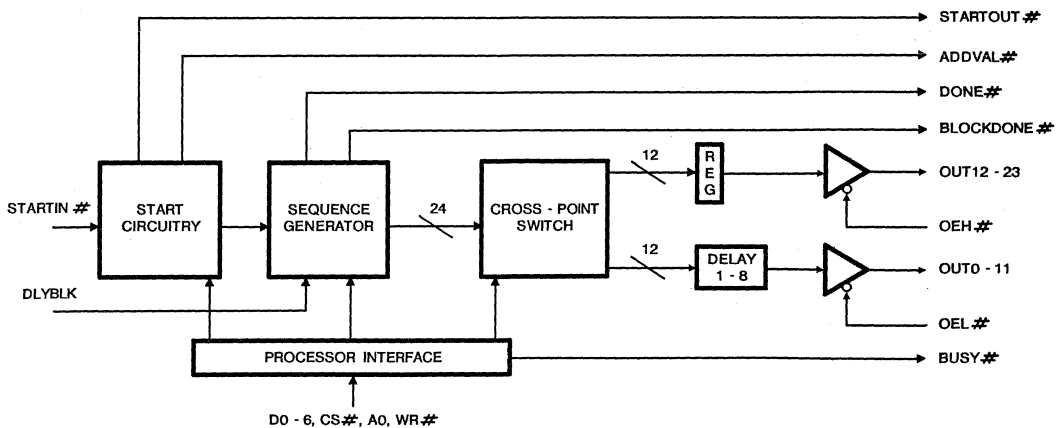 STARTOUT#
ADDVAL#
DONE#
BLOCKDONE #
12
REG
OUT12 - 23
STARTIN #
START
CIRCUITRY
SEQUENCE
GENERATOR
24
CROSS - POINT
SWITCH
OEH#
12
DELAY
1 - 8
OUT0 - 11
DLYBLK
OEL#
PROCESSOR INTERFACE
BUSY#
D0 - 6, CS#, A0, WR#